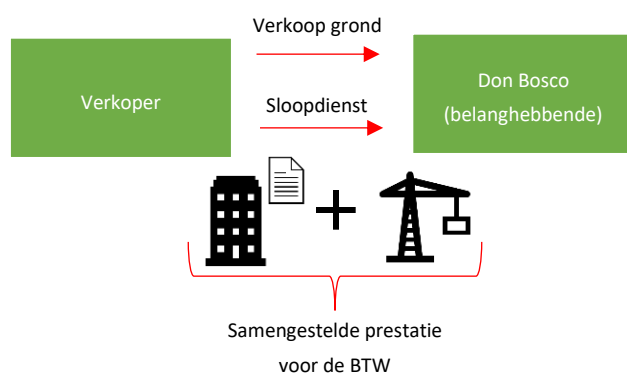 Verkoop grond
Verkoper
Don Bosco
(belanghebbende)
Sloopdienst
Samengestelde prestatie
voor de BTW